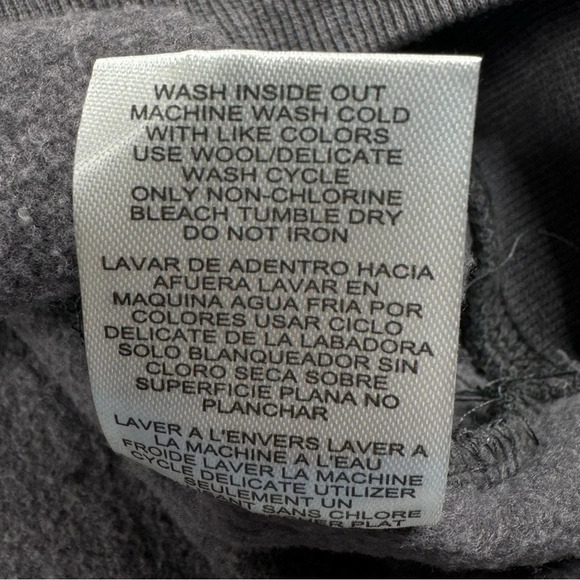 WASH INSIDE OUT
MACHINE WASH COLD
WITH LIKE COLORS
USE WOOL/DELICATE
WASH CYCLE
ONLY NON-CHLORINE
BLEACH TUMBLE DRY
DO NOT IRON
LAVAR DE ADENTRO HACIA
AFUERA LAVAR EN
MAQUINA AGUA FRIA POR
COLORES USAR CICLO
DELICATE DE LA LABADORA
SOLO BLANQUEADOR SIN
CLORO SECA SOBRE
SUPERFICIE PLANA NO
PLANCHAR
LAVER A L'ENVERS LAVER A
LA MACHINE A L'EAU
FROIDE LAVER LA MACHINE
CYCLE DELICATE UTILIZER
SEULEMENT UN
SANS CHLORE
PLAT